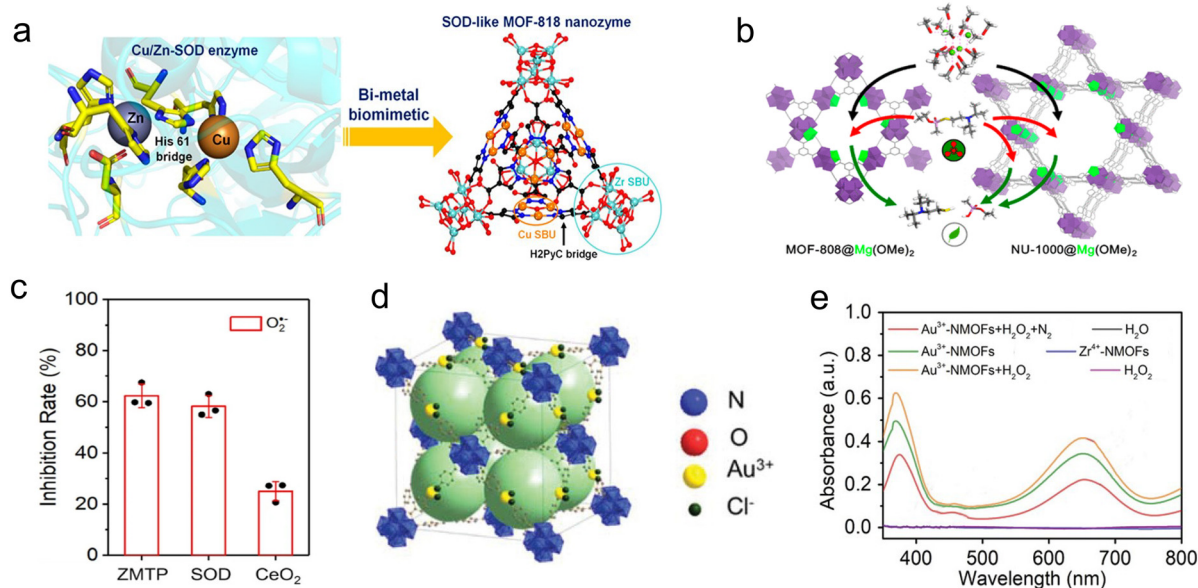 a
Cu/Zn-SOD enzyme
Zn
His 61
bridge
Cu
Bi-metal
biomimetic
SOD-like MOF-818 nanozyme
Zr SBU
Cu SBU
H2PyC bridge
b
MOF-808@Mg(OMe)₂
NU-1000@Mg(OMe)₂
c
Inhibition Rate (%)
100
80
60
40
20
0
O₂•⁻
ZMTP
SOD
CeO₂
d
N
O
Au³⁺
Cl⁻
e
Absorbance (a.u.)
1.0
0.8
0.6
0.4
0.2
0.0
Au³⁺-NMOFs+H₂O₂+N₂
H₂O
Au³⁺-NMOFs
Zr⁴⁺-NMOFs
Au³⁺-NMOFs+H₂O₂
H₂O₂
400
500
600
700
800
Wavelength (nm)